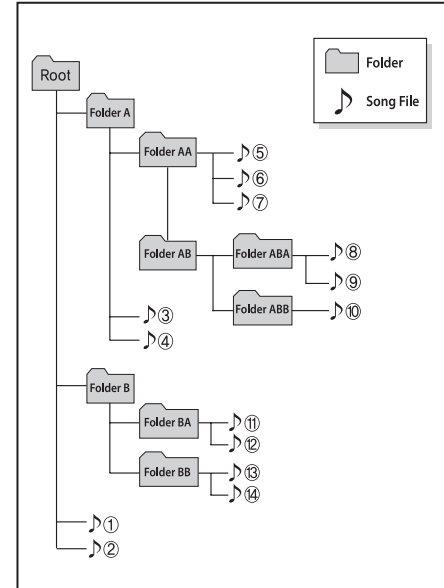 Root
Folder
Song File
Folder A
Folder AA
⑤
⑥
⑦
Folder AB
Folder ABA
⑧
⑨
Folder ABB
⑩
③
④
Folder B
Folder BA
⑪
⑫
Folder BB
⑬
⑭
①
②